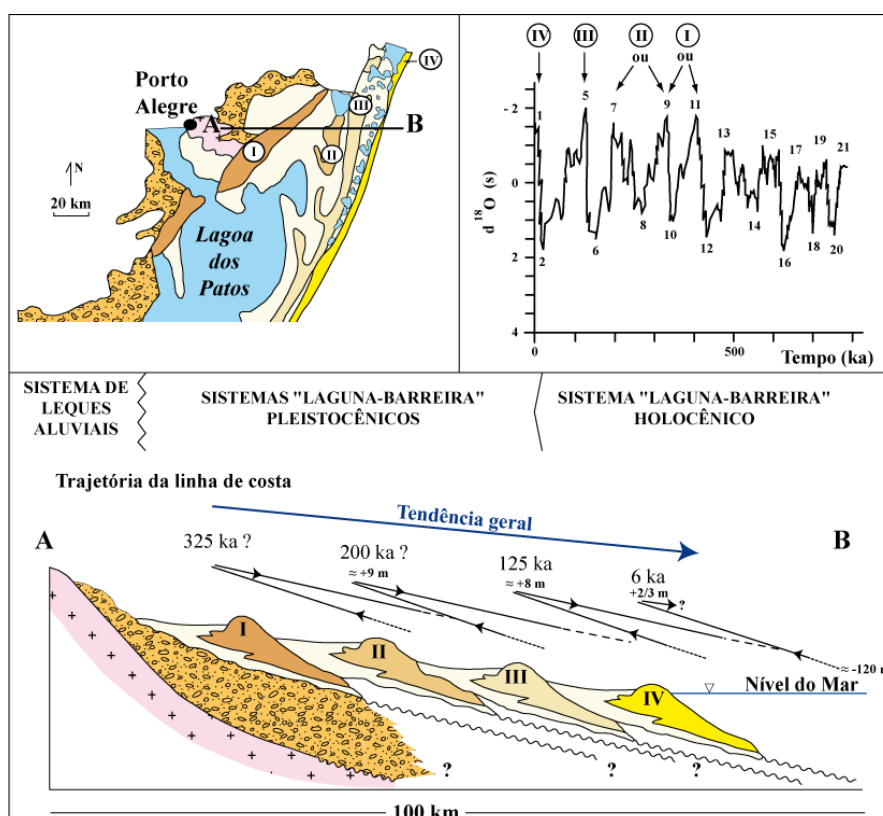 Porto
Alegre
A
B
I
II
III
IV
N
20 km
Lagoa
dos
Patos
IV
III
II
ou
I
ou
d 18O (s)
-2
0
2
4
1
2
5
6
7
8
9
10
11
12
13
14
15
16
17
18
19
20
21
0
500
Tempo (ka)
SISTEMA DE
LEQUES
ALUVIAIS
SISTEMAS "LAGUNA-BARREIRA"
PLEISTOCÊNICOS
SISTEMA "LAGUNA-BARREIRA"
HOLOCÊNICO
Trajetória da linha de costa
Tendência geral
A
B
325 ka ?
200 ka ?
≈ +9 m
125 ka
≈ +8 m
6 ka
+2/3 m
?
≈ -120 m
I
II
III
IV
Nível do Mar
? ? ?
100 km